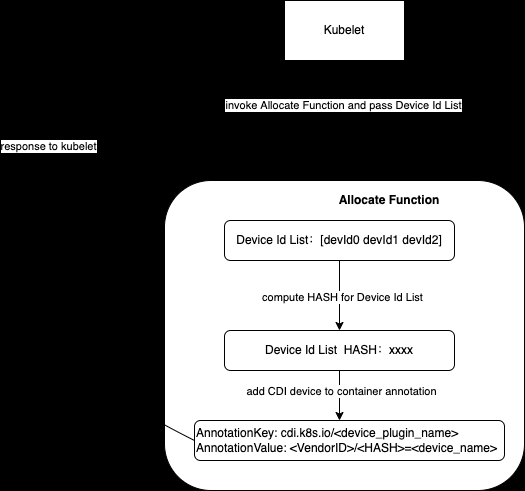 Kubelet
invoke Allocate Function and pass Device Id List
response to kubelet
Allocate Function
Device Id List：[devId0 devId1 devId2]
compute HASH for Device Id List
Device Id List HASH：xxxx
add CDI device to container annotation
AnnotationKey: cdi.k8s.io/<device_plugin_name>
AnnotationValue: <VendorID>/<HASH>=<device_name>